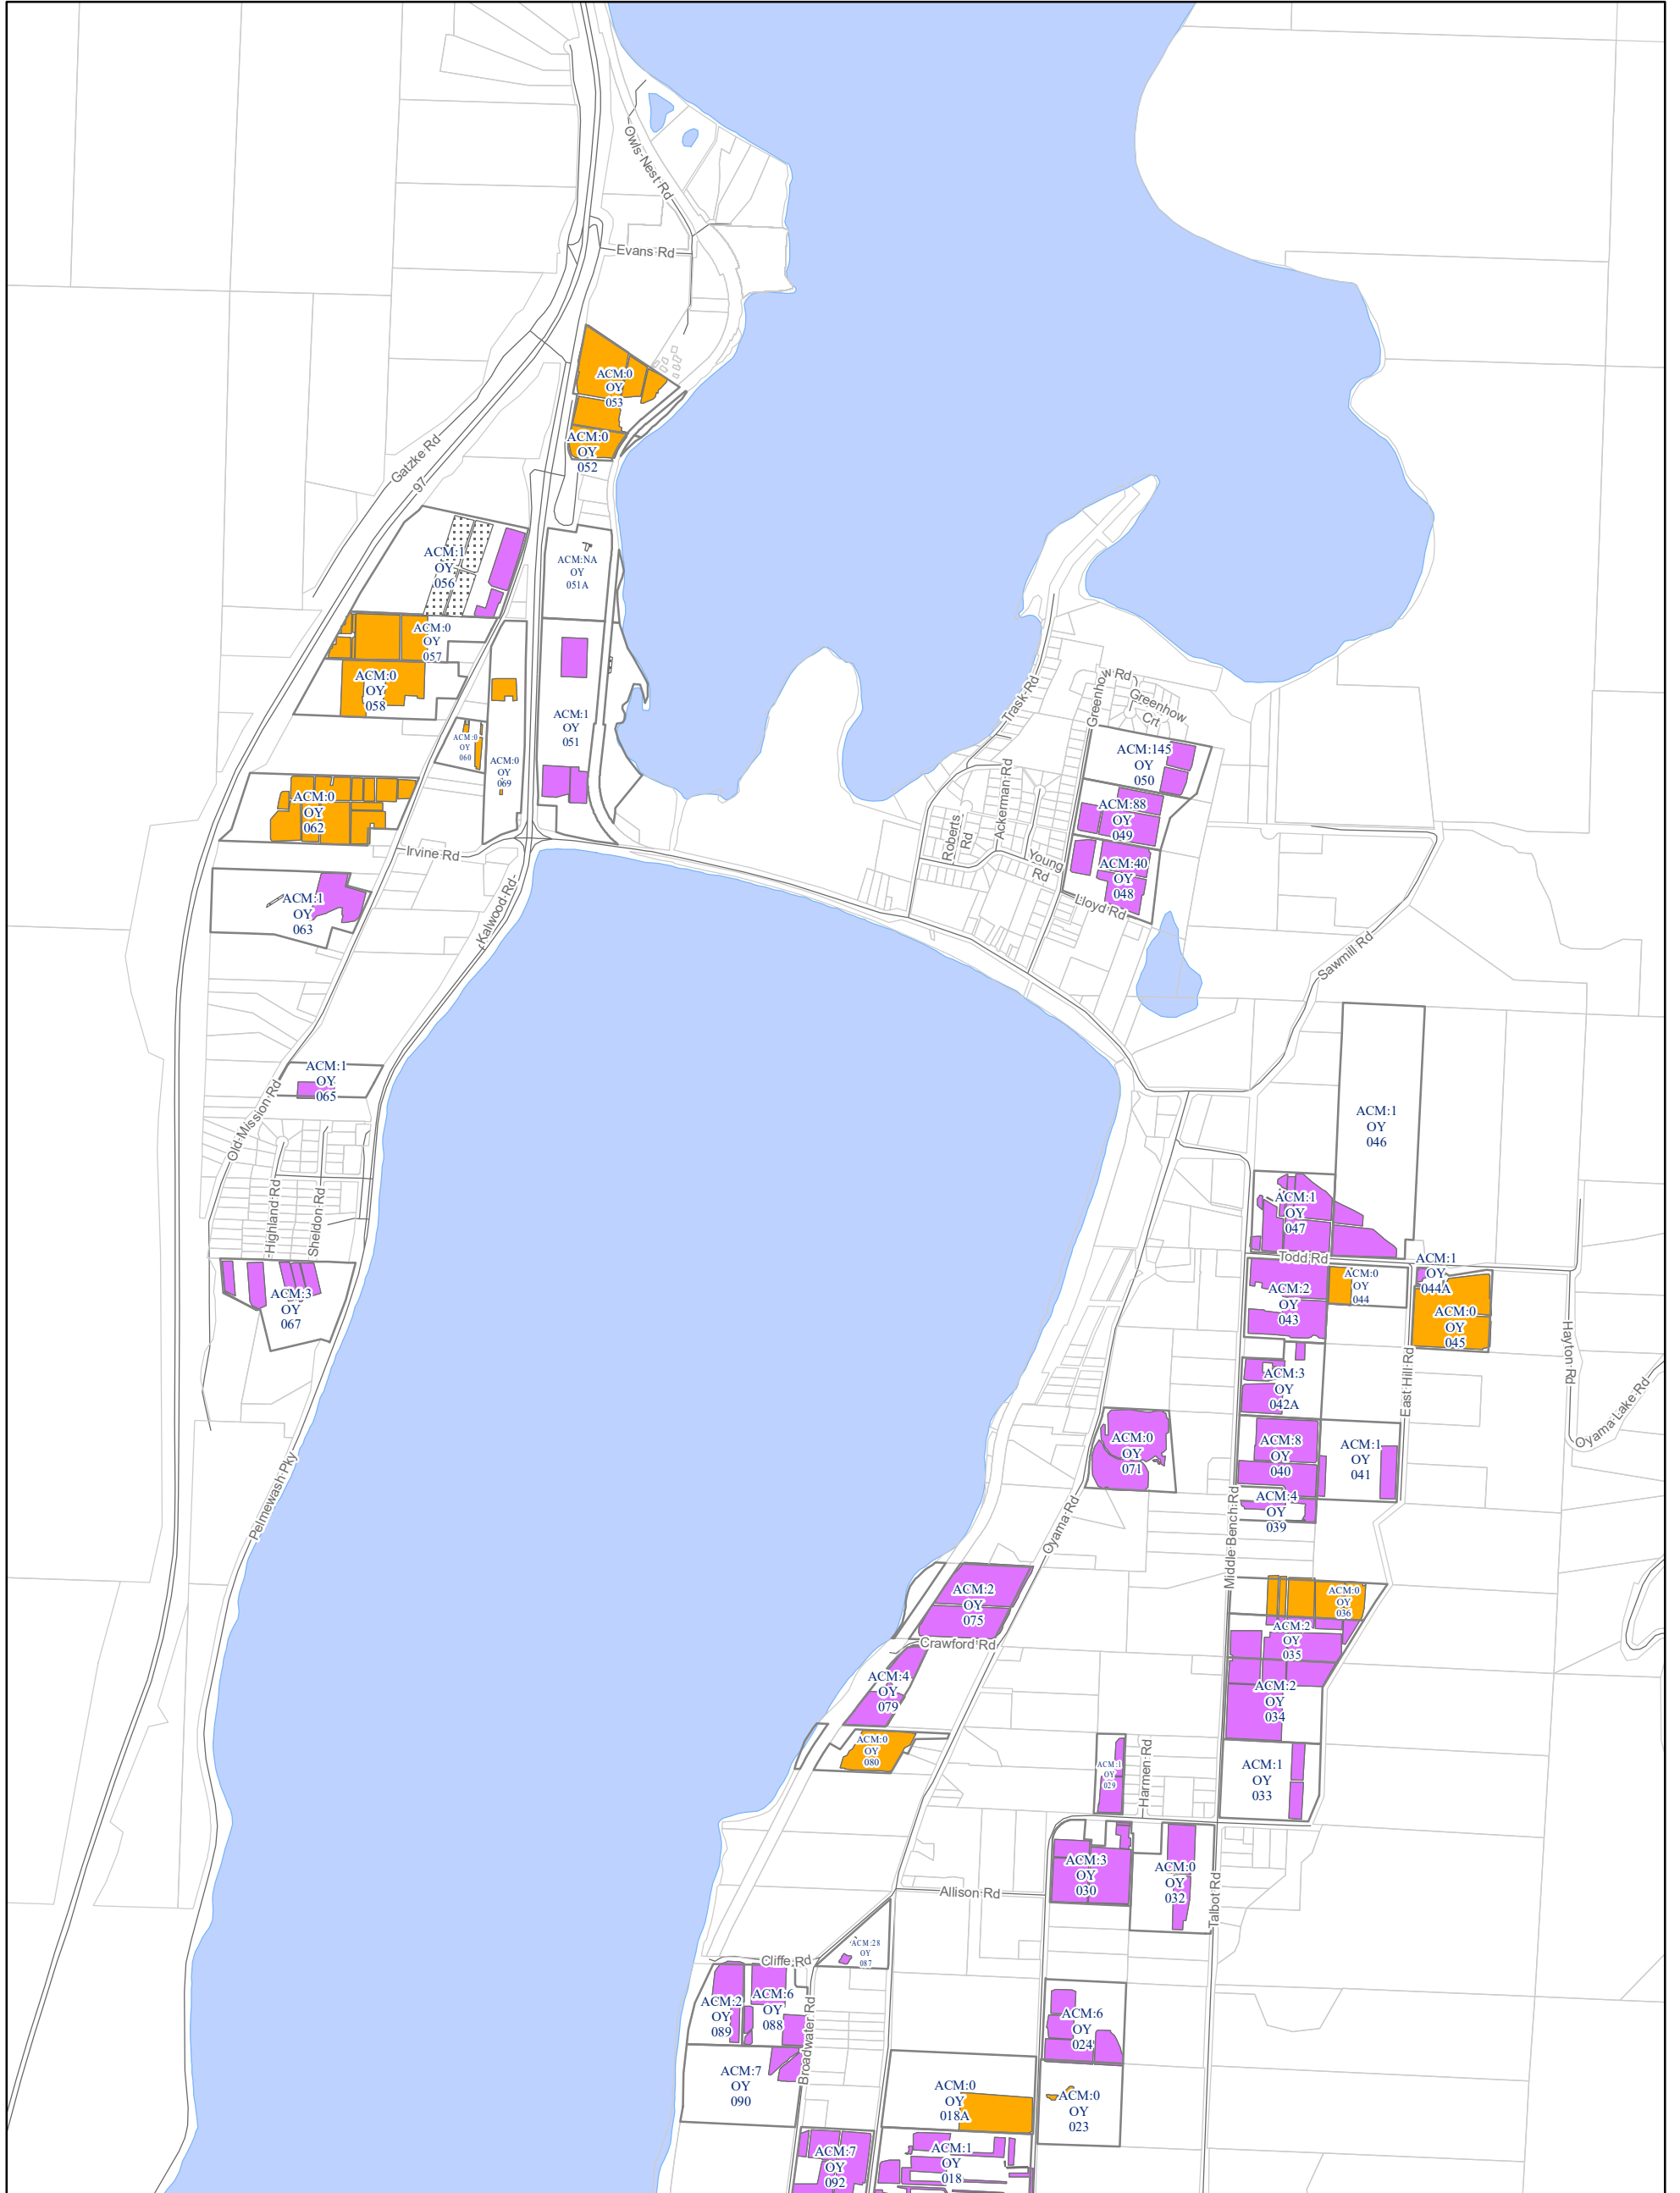 Owls Nest Rd
Evans Rd
ACM:0
OY
053
ACM:0
OY
052
Gatzke Rd
97
ACM:1
OY
056
ACM:NA
OY
051A
ACM:0
OY
057
ACM:0
OY
058
ACM:0
OY
060
ACM:0
OY
069
ACM:1
OY
051
Trask Rd
Greenhow Rd
Greenhow
Crt
ACM:145
OY
050
ACM:88
OY
049
ACM:40
OY
048
Ackerman Rd
Roberts
Rd
Young
Rd
Lloyd Rd
ACM:0
OY
062
Irvine Rd
Kalwood Rd
ACM:1
OY
063
Sawmill Rd
ACM:1
OY
065
Old Mission Rd
Highland Rd
Sheldon Rd
ACM:3
OY
067
Pelmewash Pky
ACM:1
OY
046
ACM:1
OY
047
Todd Rd
ACM:1
OY
044A
ACM:2
OY
043
ACM:0
OY
044
ACM:0
OY
045
Hayton Rd
East Hill Rd
Oyama Lake Rd
ACM:3
OY
042A
ACM:0
OY
071
ACM:8
OY
040
ACM:1
OY
041
ACM:4
OY
039
Oyama Rd
Middle Bench Rd
ACM:2
OY
075
Crawford Rd
ACM:0
OY
036
ACM:2
OY
035
ACM:4
OY
079
ACM:2
OY
034
ACM:0
OY
080
ACM:1
OY
029
Harmen Rd
ACM:1
OY
033
ACM:3
OY
030
ACM:0
OY
032
Talbot Rd
Allison Rd
ACM:28
OY
087
Cliffe Rd
ACM:2
OY
089
ACM:6
OY
088
Broadwater Rd
ACM:6
OY
024
ACM:7
OY
090
ACM:0
OY
018A
ACM:0
OY
023
ACM:7
OY
092
ACM:1
OY
018